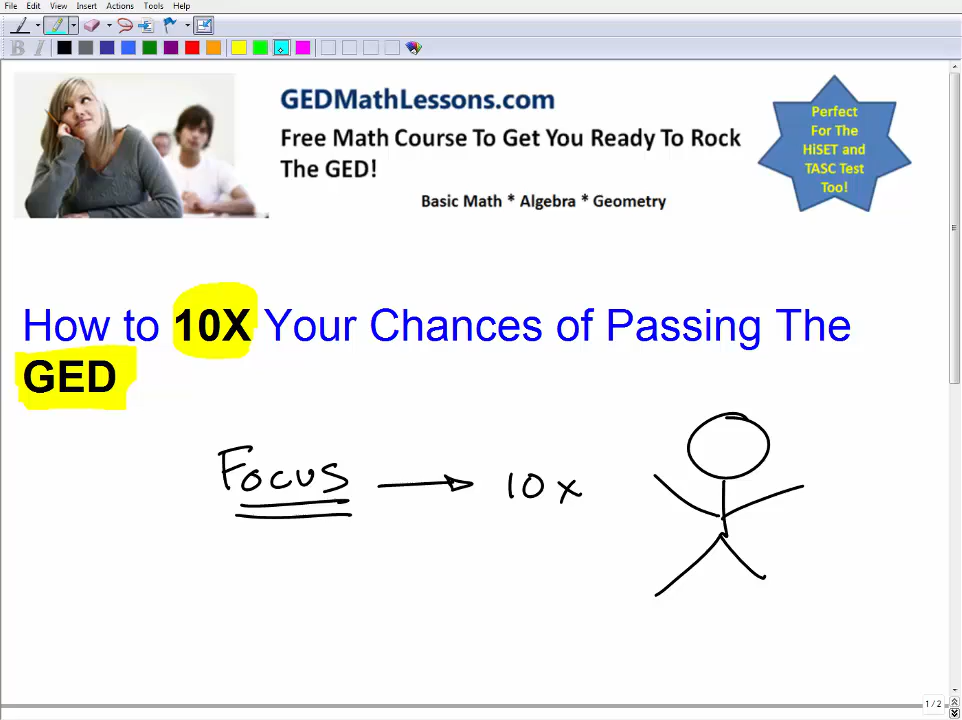 File Edit View Insert Actions Tools Help
B I
GEDMathLessons.com
Free Math Course To Get You Ready To Rock
The GED!
Basic Math * Algebra * Geometry
Perfect
For The
HiSET and
TASC Test
Too!
How to 10X Your Chances of Passing The
GED
Focus → 10x
1/2